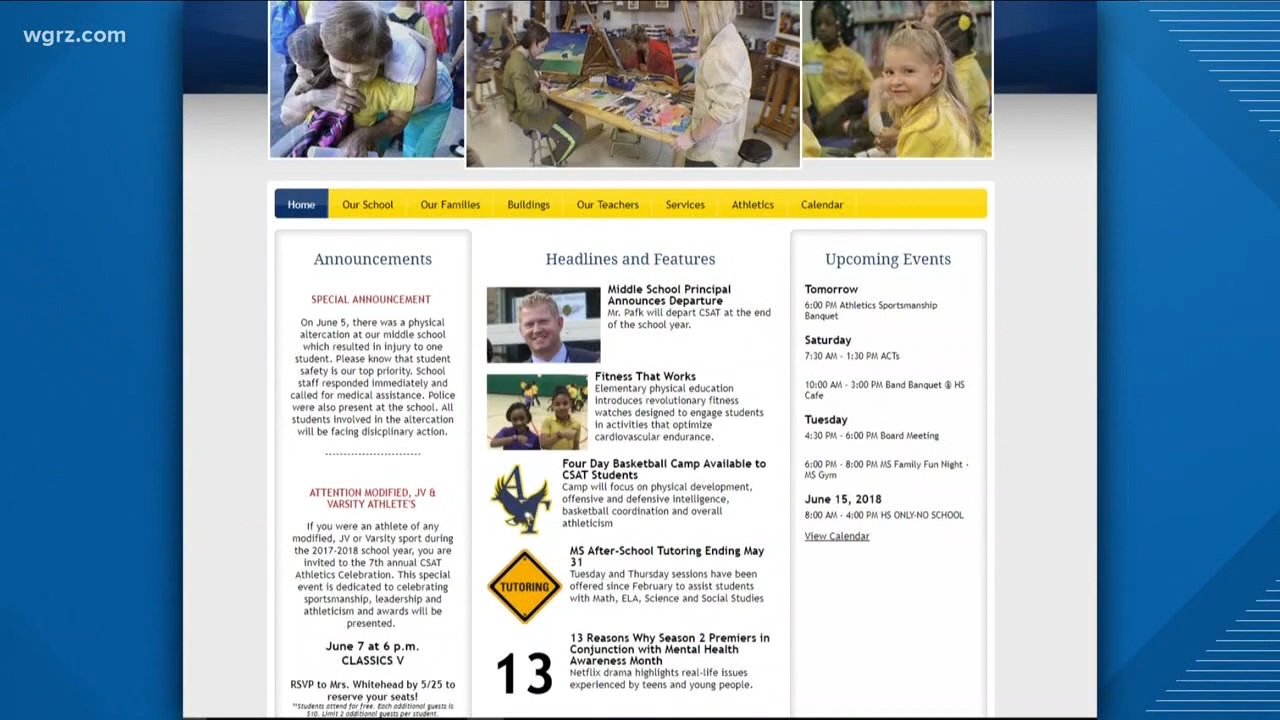 wgrz.com
Home Our School Our Families Buildings Our Teachers Services Athletics Calendar
Announcements
SPECIAL ANNOUNCEMENT
On June 5, there was a physical
altercation at our middle school
which resulted in injury to one
student. Please know that student
safety is our top priority. School
staff responded immediately and
called for medical assistance. Police
were also present at the school. All
students involved in the altercation
will be facing disicplinary action.
------------------------
ATTENTION MODIFIED, JV &
VARSITY ATHLETE'S
If you were an athlete of any
modified, JV or Varsity sport during
the 2017-2018 school year, you are
invited to the 7th annual CSAT
Athletics Celebration. This special
event is dedicated to celebrating
sportsmanship, leadership and
athleticism and awards will be
presented.
June 7 at 6 p.m.
CLASSICS V
RSVP to Mrs. Whitehead by 5/25 to
reserve your seats!
**Students attend for free. Each additional guests is
$10. Limit 2 additional guests per student.
Headlines and Features
Middle School Principal
Announces Departure
Mr. Pafk will depart CSAT at the end
of the school year.
Fitness That Works
Elementary physical education
introduces revolutionary fitness
watches designed to engage students
in activities that optimize
cardiovascular endurance.
Four Day Basketball Camp Available to
CSAT Students
Camp will focus on physical development,
offensive and defensive intelligence,
basketball coordination and overall
athleticism
TUTORING
MS After-School Tutoring Ending May
31
Tuesday and Thursday sessions have been
offered since February to assist students
with Math, ELA, Science and Social Studies
13
13 Reasons Why Season 2 Premiers in
Conjunction with Mental Health
Awareness Month
Netflix drama highlights real-life issues
experienced by teens and young people.
Upcoming Events
Tomorrow
6:00 PM Athletics Sportsmanship
Banquet
Saturday
7:30 AM - 1:30 PM ACTs
10:00 AM - 3:00 PM Band Banquet @ HS
Cafe
Tuesday
4:30 PM - 6:00 PM Board Meeting
6:00 PM - 8:00 PM MS Family Fun Night -
MS Gym
June 15, 2018
8:00 AM - 4:00 PM HS ONLY-NO SCHOOL
View Calendar